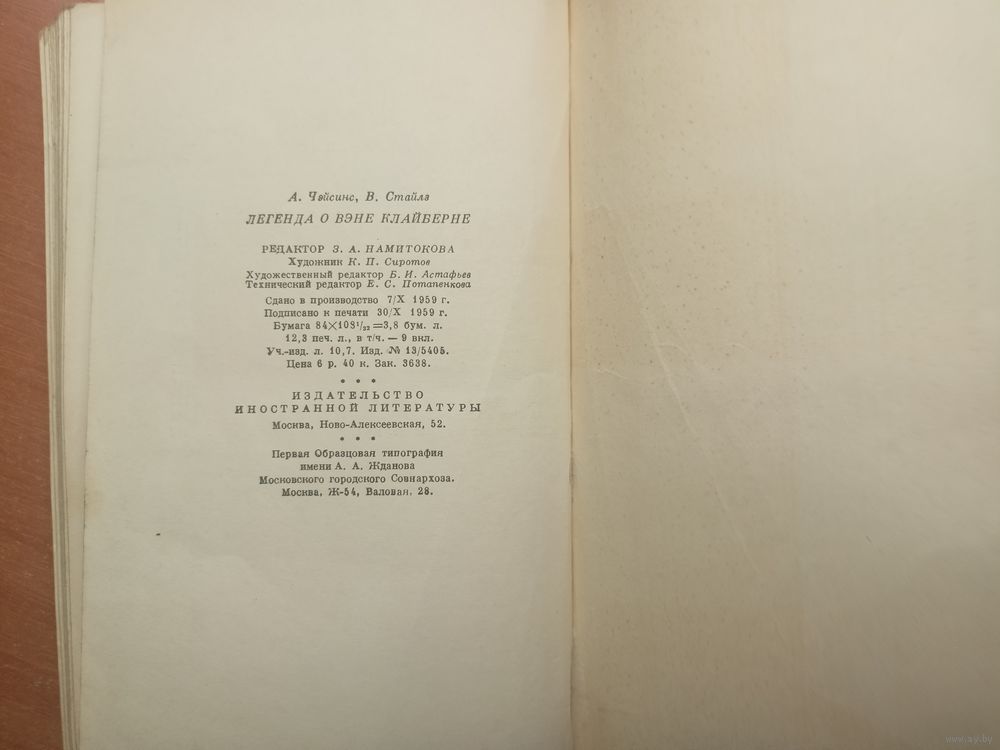 А. Чэйсинс, В. Стайлз
ЛЕГЕНДА О ВЭНЕ КЛАЙБЕРНЕ
РЕДАКТОР З. А. НАМИТОКОВА
Художник К. П. Сиротов
Художественный редактор Б. И. Астафьев
Технический редактор Е. С. Потапенкова
Сдано в производство 7/X 1959 г.
Подписано к печати 30/X 1959 г.
Бумага 84×108¹/₃₂=3,8 бум. л.
12,3 печ. л., в т/ч. — 9 вкл.
Уч.-изд. л. 10,7. Изд. № 13/5405.
Цена 6 р. 40 к. Зак. 3638.
* * *
ИЗДАТЕЛЬСТВО
ИНОСТРАННОЙ ЛИТЕРАТУРЫ
Москва, Ново-Алексеевская, 52.
* * *
Первая Образцовая типография
имени А. А. Жданова
Московского городского Совнархоза.
Москва, Ж-54, Валовая, 28.
www.ay.by